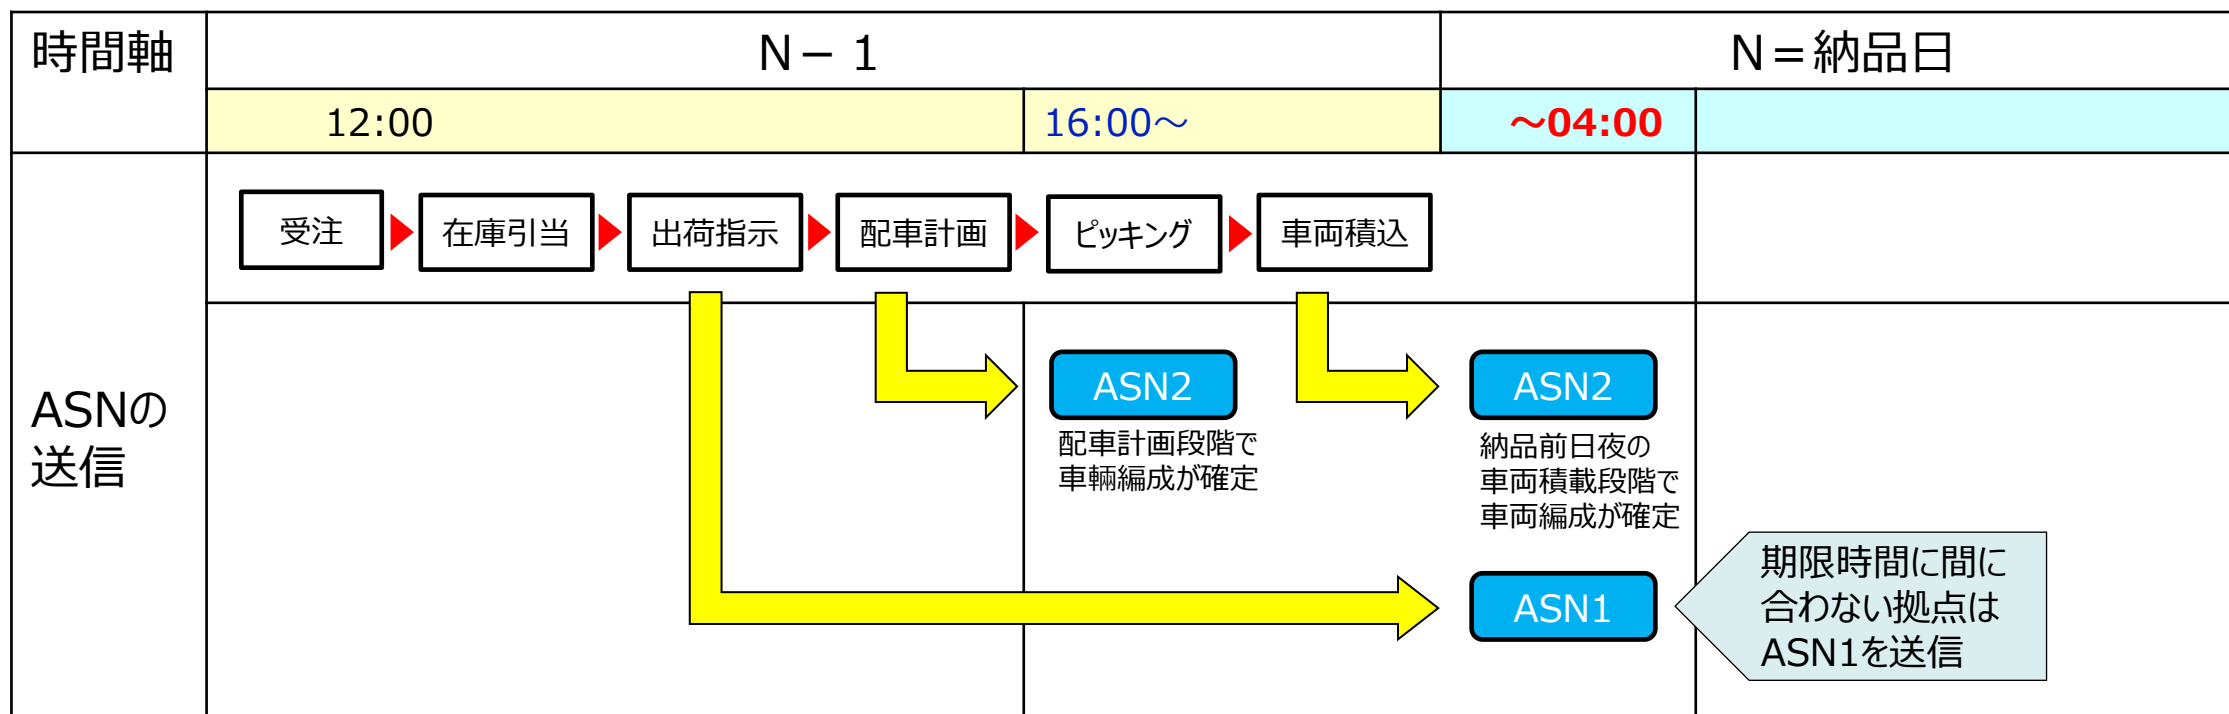 時間軸
N－1
N＝納品日
12:00
16:00～
～04:00
受注
在庫引当
出荷指示
配車計画
ピッキング
車両積込
ASNの
送信
ASN2
配車計画段階で
車輛編成が確定
ASN2
納品前日夜の
車両積載段階で
車両編成が確定
ASN1
期限時間に間に
合わない拠点は
ASN1を送信